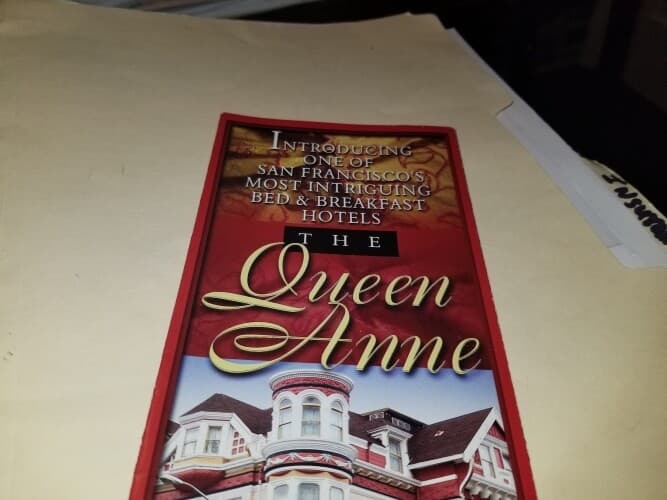 INTRODUCING
ONE OF
SAN FRANCISCO'S
MOST INTRIGUING
BED & BREAKFAST
HOTELS
THE
Queen
Anne